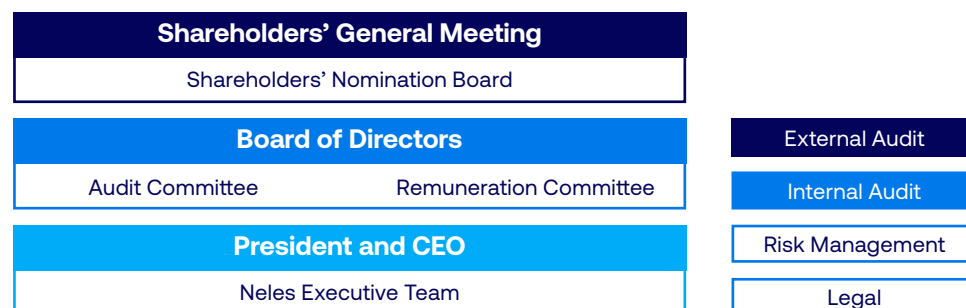 Shareholders’ General Meeting
Shareholders’ Nomination Board
Board of Directors
Audit Committee
Remuneration Committee
President and CEO
Neles Executive Team
External Audit
Internal Audit
Risk Management
Legal